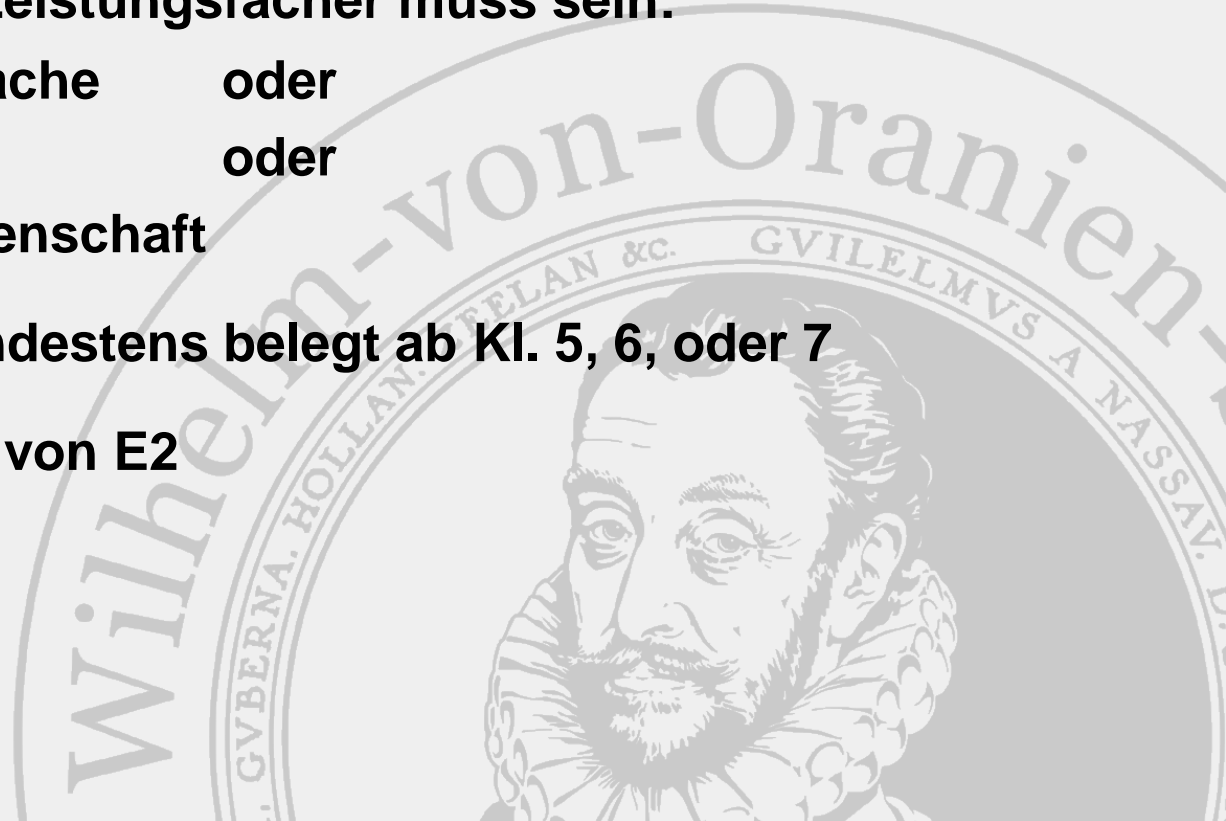 Leistungsfächer muss sein:
ache oder
oder
enschaft
ndestens belegt ab Kl. 5, 6, oder 7
von E2
Wilhelm-von-Oranien-
GVBERNA. HOLLAN. ZEELAN &c. GVILELMVS A NASSAV. D.